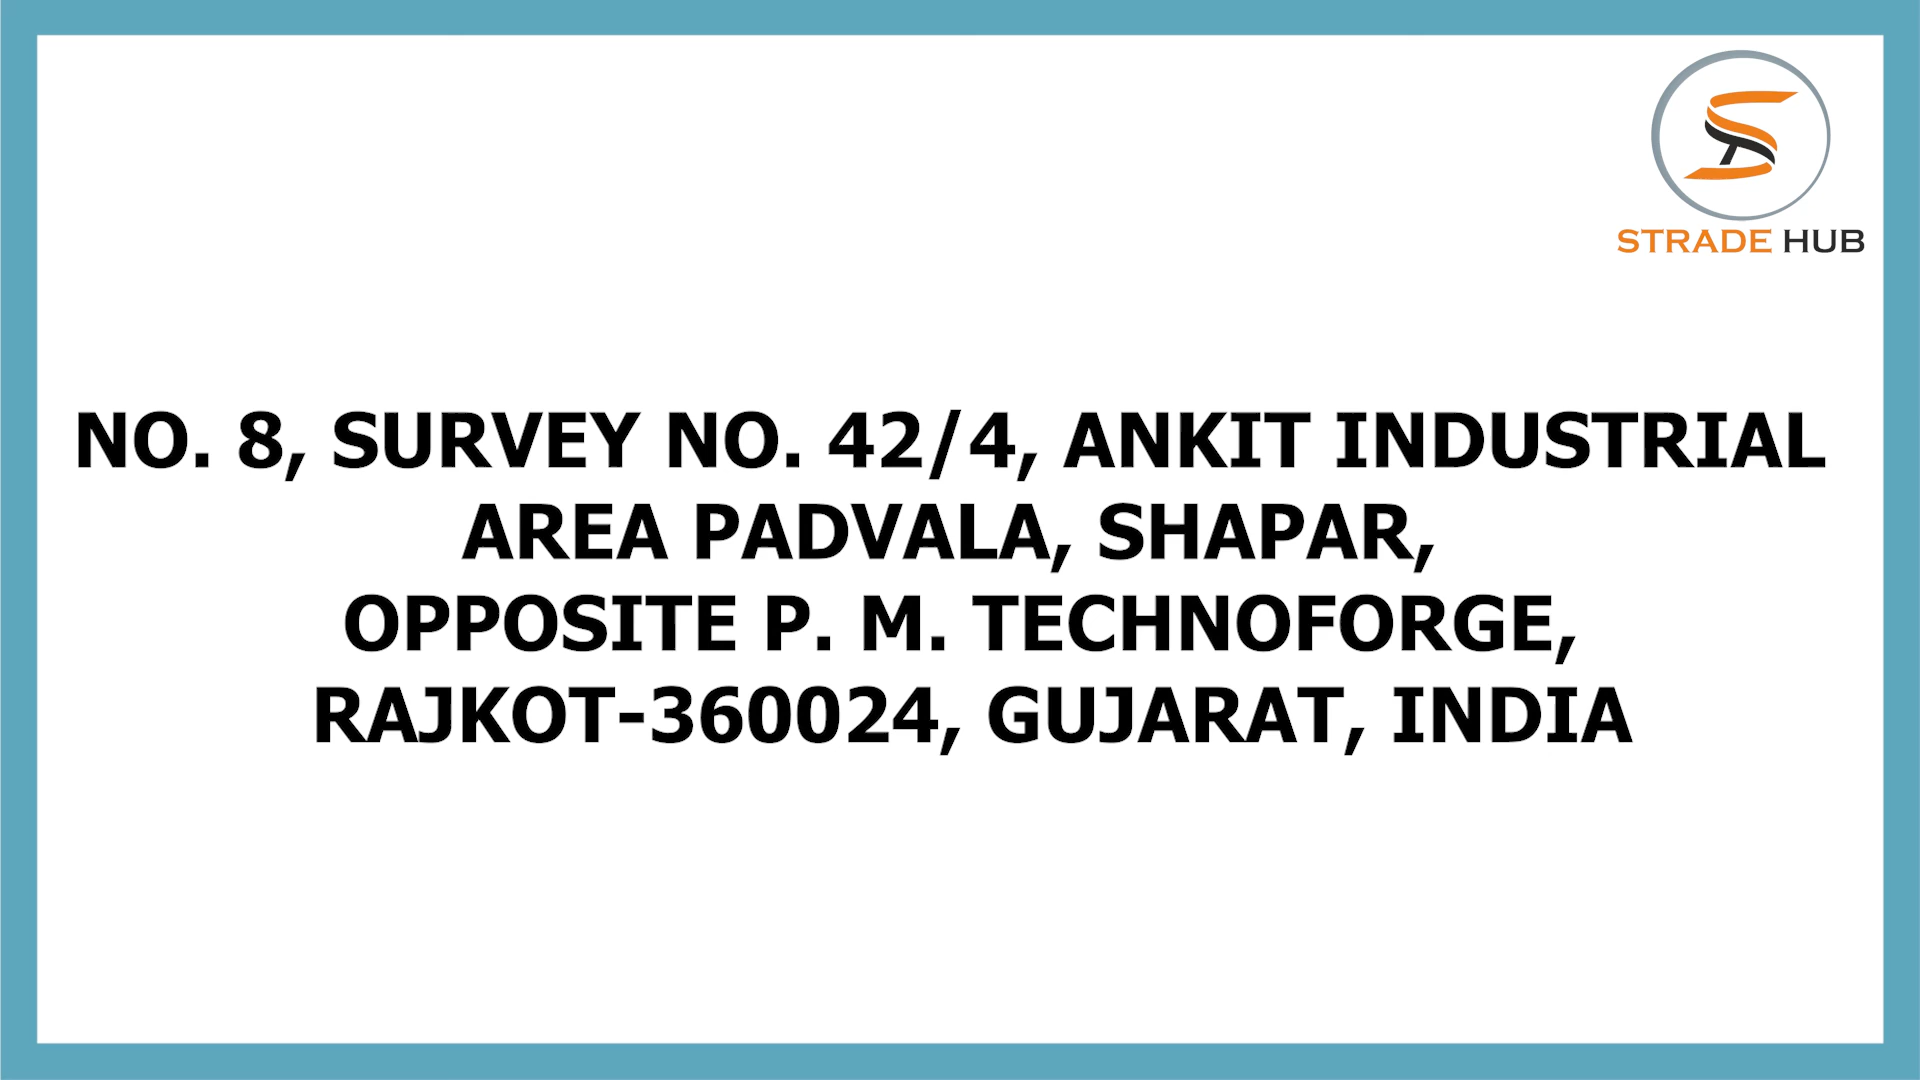 STRADE HUB
NO. 8, SURVEY NO. 42/4, ANKIT INDUSTRIAL
AREA PADVALA, SHAPAR,
OPPOSITE P. M. TECHNOFORGE,
RAJKOT-360024, GUJARAT, INDIA